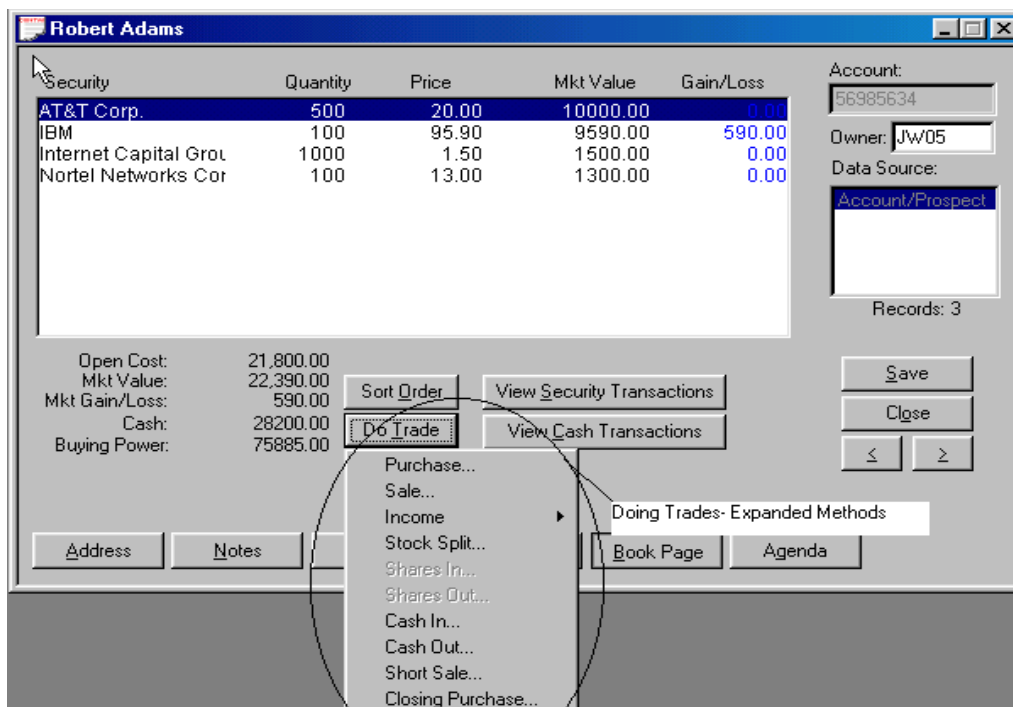 Robert Adams
Security Quantity Price Mkt Value Gain/Loss
AT&T Corp. 500 20.00 10000.00 0.00
IBM 100 95.90 9590.00 590.00
Internet Capital Grou 1000 1.50 1500.00 0.00
Nortel Networks Cor 100 13.00 1300.00 0.00
Account:
56985634
Owner: JW05
Data Source:
Account/Prospect
Records: 3
Open Cost: 21,800.00
Mkt Value: 22,390.00
Mkt Gain/Loss: 590.00
Cash: 28200.00
Buying Power: 75885.00
Sort Order View Security Transactions
Do Trade View Cash Transactions
Save
Close
< >
Purchase...
Sale...
Income
Stock Split...
Shares In...
Shares Out...
Cash In...
Cash Out...
Short Sale...
Closing Purchase...
Doing Trades- Expanded Methods
Address Notes Book Page Agenda